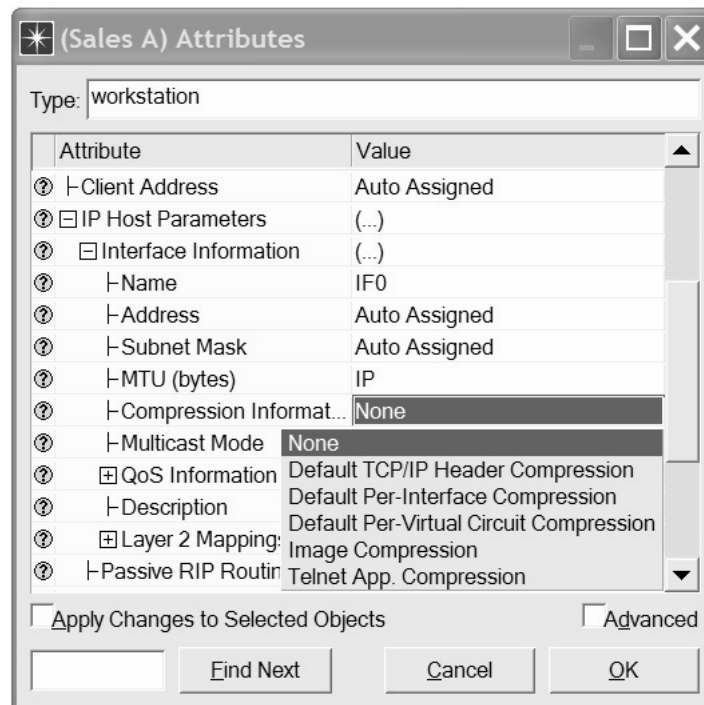 (Sales A) Attributes
Type: workstation
Attribute Value
Client Address Auto Assigned
IP Host Parameters (...)
Interface Information (...)
Name IF0
Address Auto Assigned
Subnet Mask Auto Assigned
MTU (bytes) IP
Compression Informat... None
Multicast Mode None
QoS Information Default TCP/IP Header Compression
Default Per-Interface Compression
Description Default Per-Virtual Circuit Compression
Layer 2 Mappings Image Compression
Passive RIP Routin Telnet App. Compression
Apply Changes to Selected Objects Advanced
Find Next Cancel OK